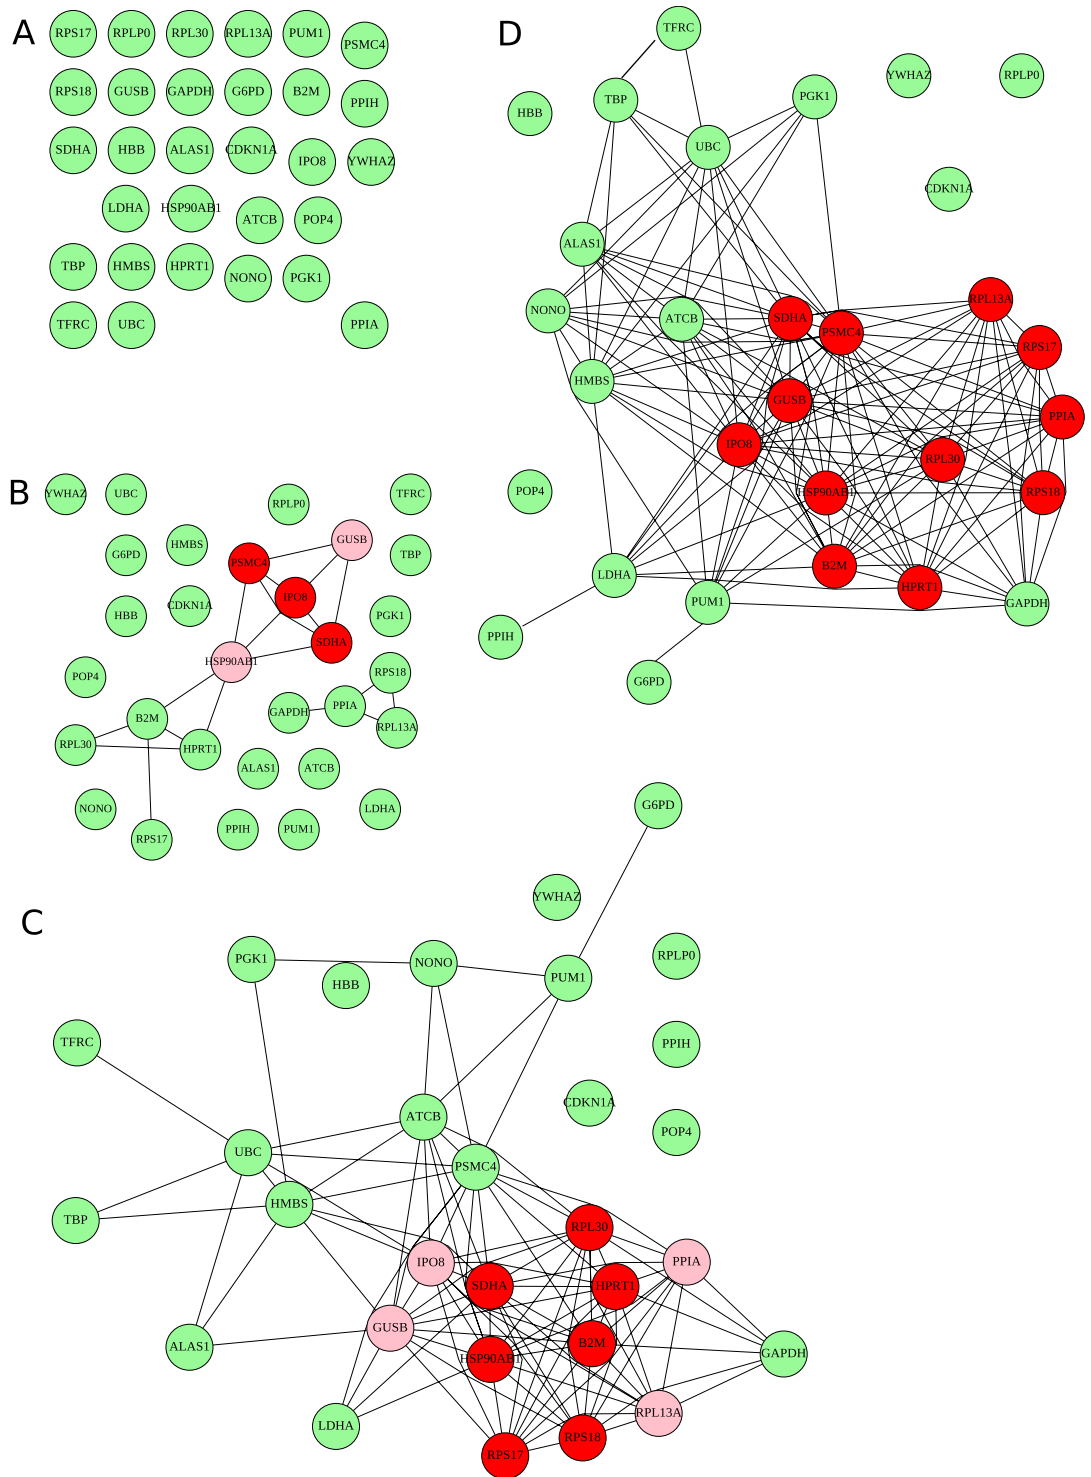 A
RPS17 RPLP0 RPL30 RPL13A PUM1 PSMC4
RPS18 GUSB GAPDH G6PD B2M PPIH
SDHA HBB ALAS1 CDKN1A IPO8 YWHAZ
LDHA HSP90AB1 ATCB POP4
TBP HMBS HPRT1 NONO PGK1
TFRC UBC PPIA
D
TFRC
YWHAZ RPLP0
TBP PGK1
HBB
UBC
CDKN1A
ALAS1
RPL13A
NONO ATCB SDHA PSMC4
RPS17
HMBS
GUSB
PPIA
IPO8
RPL30
POP4 HSP90AB1 RPS18
B2M
LDHA
HPRT1
PUM1 GAPDH
PPIH
G6PD
B
YWHAZ UBC RPLP0 TFRC
GUSB
HMBS
G6PD PSMC4 TBP
IPO8
CDKN1A
HBB PGK1
SDHA
HSP90AB1
POP4 RPS18
GAPDH PPIA
B2M
RPL13A
RPL30 HPRT1
ALAS1 ATCB
NONO LDHA
RPS17 PPIH PUM1
C
G6PD
YWHAZ
PGK1 NONO RPLP0
HBB PUM1
TFRC PPIH
CDKN1A
ATCB
POP4
UBC
PSMC4
HMBS
TBP RPL30
IPO8 PPIA
SDHA HPRT1
GUSB
ALAS1 B2M
HSP90AB1 GAPDH
RPL13A
LDHA
RPS18
RPS17